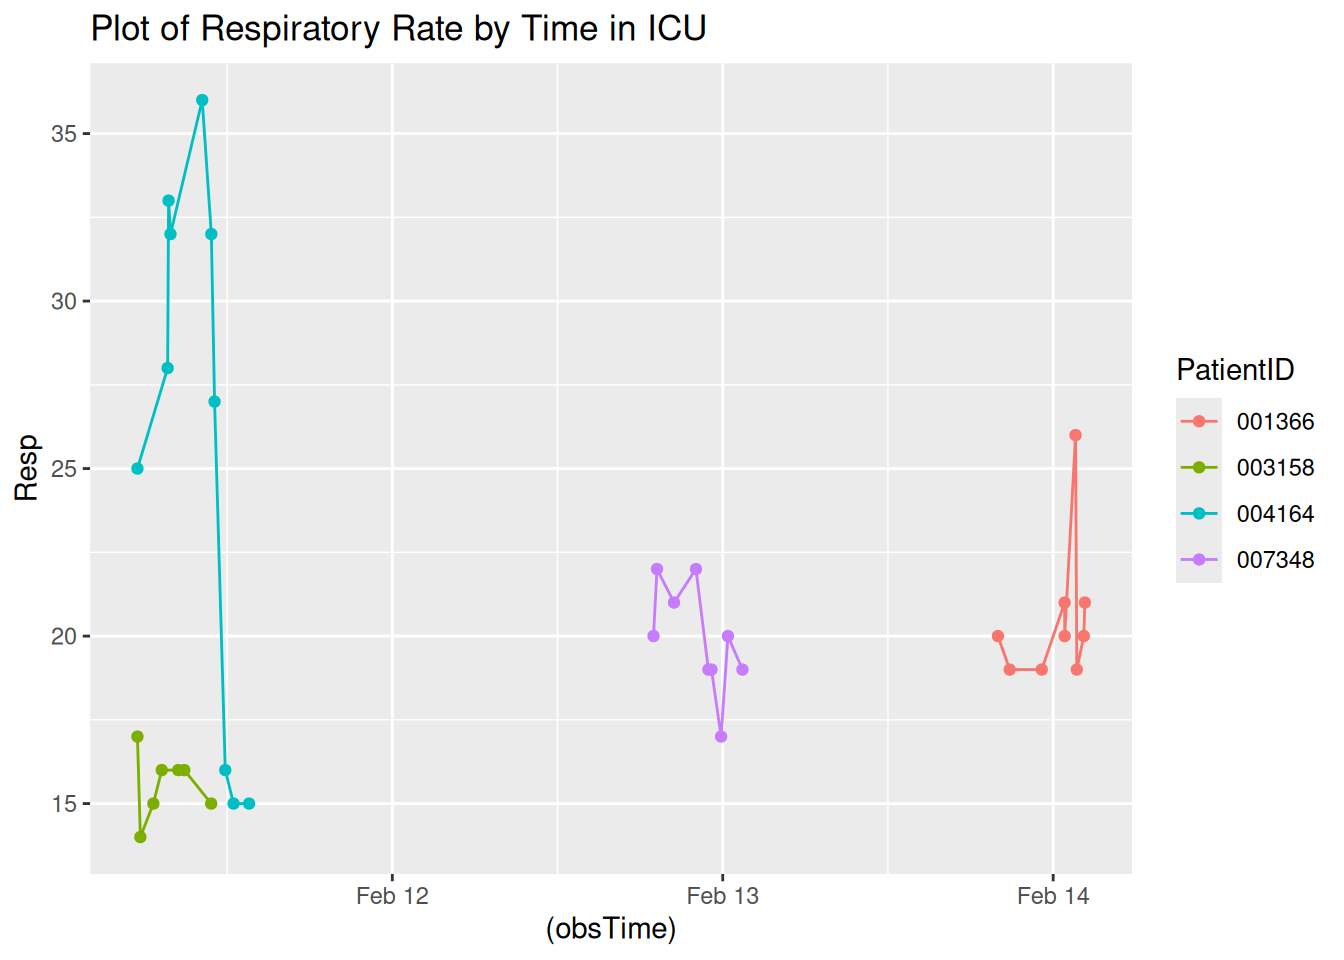 Plot of Respiratory Rate by Time in ICU
35
30
25
20
15
Resp
Feb 12
Feb 13
Feb 14
(obsTime)
PatientID
001366
003158
004164
007348